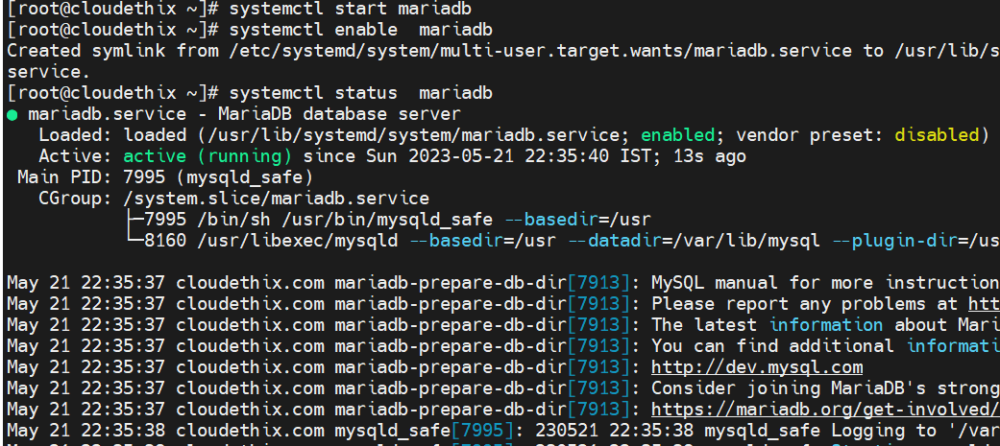 [root@cloudethix ~]# systemctl start mariadb
[root@cloudethix ~]# systemctl enable  mariadb
Created symlink from /etc/systemd/system/multi-user.target.wants/mariadb.service to /usr/lib/s
service.
[root@cloudethix ~]# systemctl status  mariadb
● mariadb.service - MariaDB database server
   Loaded: loaded (/usr/lib/systemd/system/mariadb.service; enabled; vendor preset: disabled)
   Active: active (running) since Sun 2023-05-21 22:35:40 IST; 13s ago
 Main PID: 7995 (mysqld_safe)
   CGroup: /system.slice/mariadb.service
           ├─7995 /bin/sh /usr/bin/mysqld_safe --basedir=/usr
           └─8160 /usr/libexec/mysqld --basedir=/usr --datadir=/var/lib/mysql --plugin-dir=/us
May 21 22:35:37 cloudethix.com mariadb-prepare-db-dir[7913]: MySQL manual for more instruction
May 21 22:35:37 cloudethix.com mariadb-prepare-db-dir[7913]: Please report any problems at htt
May 21 22:35:37 cloudethix.com mariadb-prepare-db-dir[7913]: The latest information about Mari
May 21 22:35:37 cloudethix.com mariadb-prepare-db-dir[7913]: You can find additional informati
May 21 22:35:37 cloudethix.com mariadb-prepare-db-dir[7913]: http://dev.mysql.com
May 21 22:35:37 cloudethix.com mariadb-prepare-db-dir[7913]: Consider joining MariaDB's strong
May 21 22:35:37 cloudethix.com mariadb-prepare-db-dir[7913]: https://mariadb.org/get-involved/
May 21 22:35:38 cloudethix.com mysqld_safe[7995]: 230521 22:35:38 mysqld_safe Logging to '/var